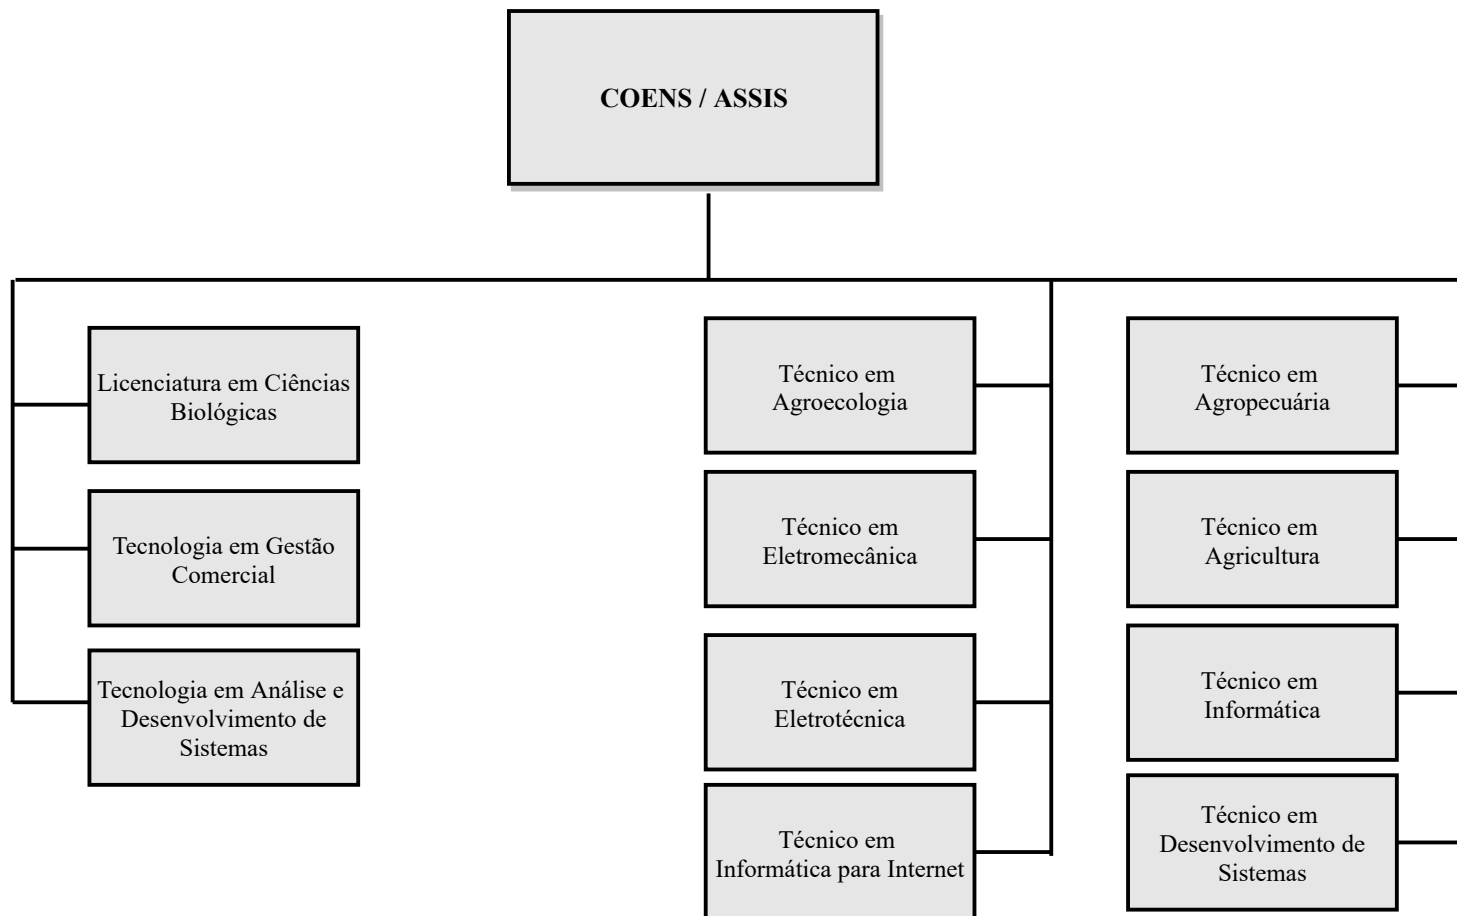 COENS / ASSIS
Licenciatura em Ciências
Biológicas
Tecnologia em Gestão
Comercial
Tecnologia em Análise e
Desenvolvimento de
Sistemas
Técnico em
Agroecologia
Técnico em
Eletromecânica
Técnico em
Eletrotécnica
Técnico em
Informática para Internet
Técnico em
Agropecuária
Técnico em
Agricultura
Técnico em
Informática
Técnico em
Desenvolvimento de
Sistemas